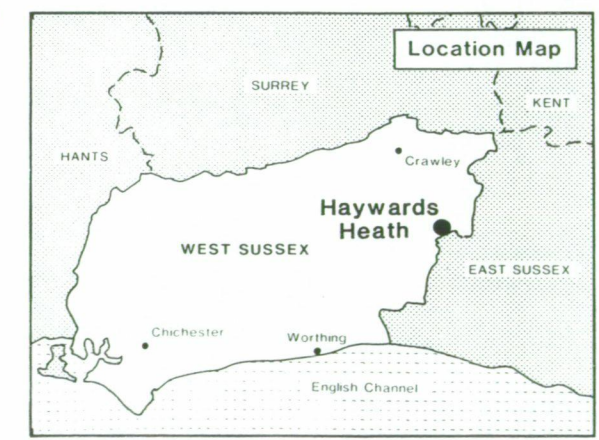 Location Map
SURREY
KENT
HANTS
Crawley
Haywards
Heath
WEST SUSSEX
EAST SUSSEX
Chichester
Worthing
English Channel